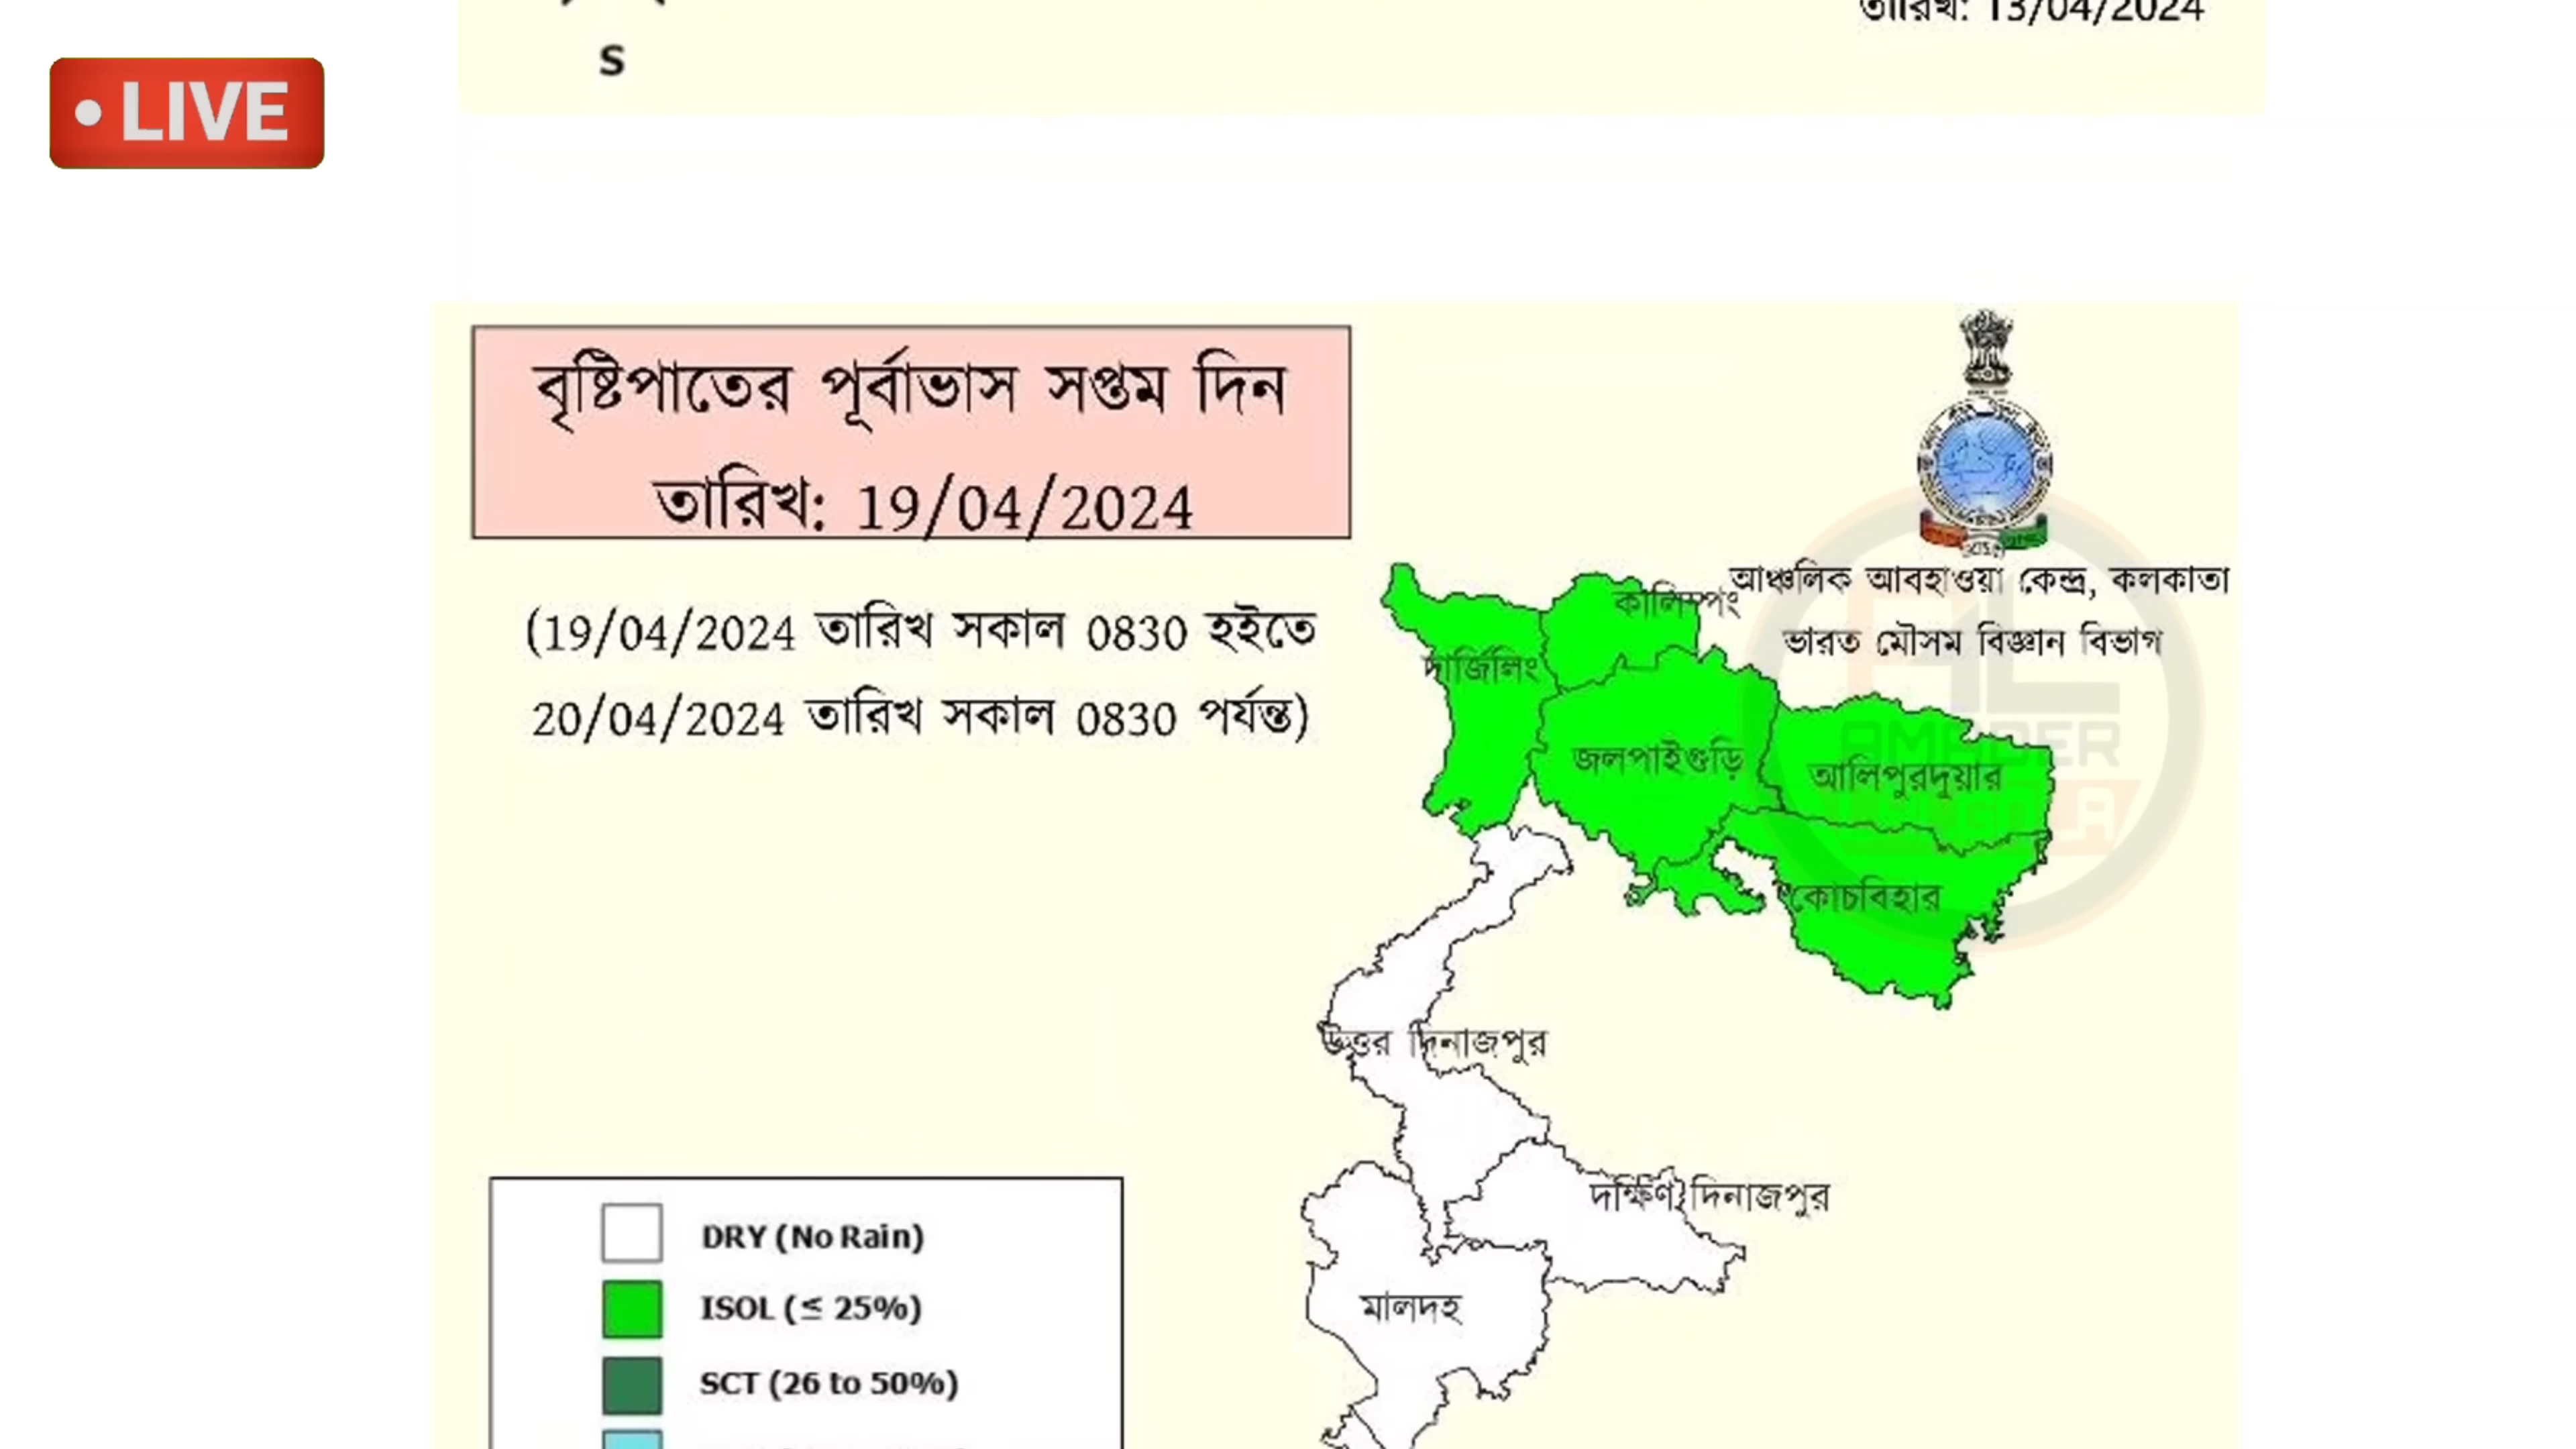 তারিখ: 13/04/2024
S
LIVE
বৃষ্টিপাতের পূর্বাভাস সপ্তম দিন
তারিখ: 19/04/2024
(19/04/2024 তারিখ সকাল 0830 হইতে
20/04/2024 তারিখ সকাল 0830 পর্যন্ত)
আঞ্চলিক আবহাওয়া কেন্দ্র, কলকাতা
ভারত মৌসম বিজ্ঞান বিভাগ
কালিম্পং
দার্জিলিং
জলপাইগুড়ি
আলিপুরদুয়ার
কোচবিহার
উত্তর দিনাজপুর
দক্ষিণ দিনাজপুর
মালদহ
AMADER
DRY (No Rain)
ISOL (≤ 25%)
SCT (26 to 50%)